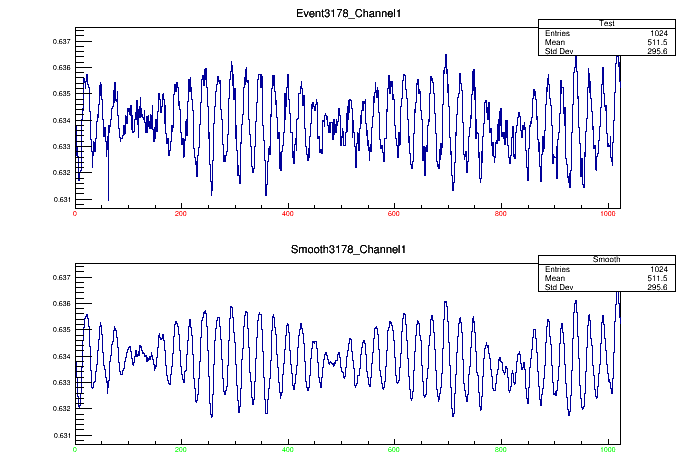 Event3178_Channel1
Test
Entries 1024
Mean 511.5
Std Dev 295.6
0.637
0.636
0.635
0.634
0.633
0.632
0.631
0 200 400 600 800 1000
Smooth3178_Channel1
Smooth
Entries 1024
Mean 511.5
Std Dev 295.6
0.637
0.636
0.635
0.634
0.633
0.632
0.631
0 200 400 600 800 1000